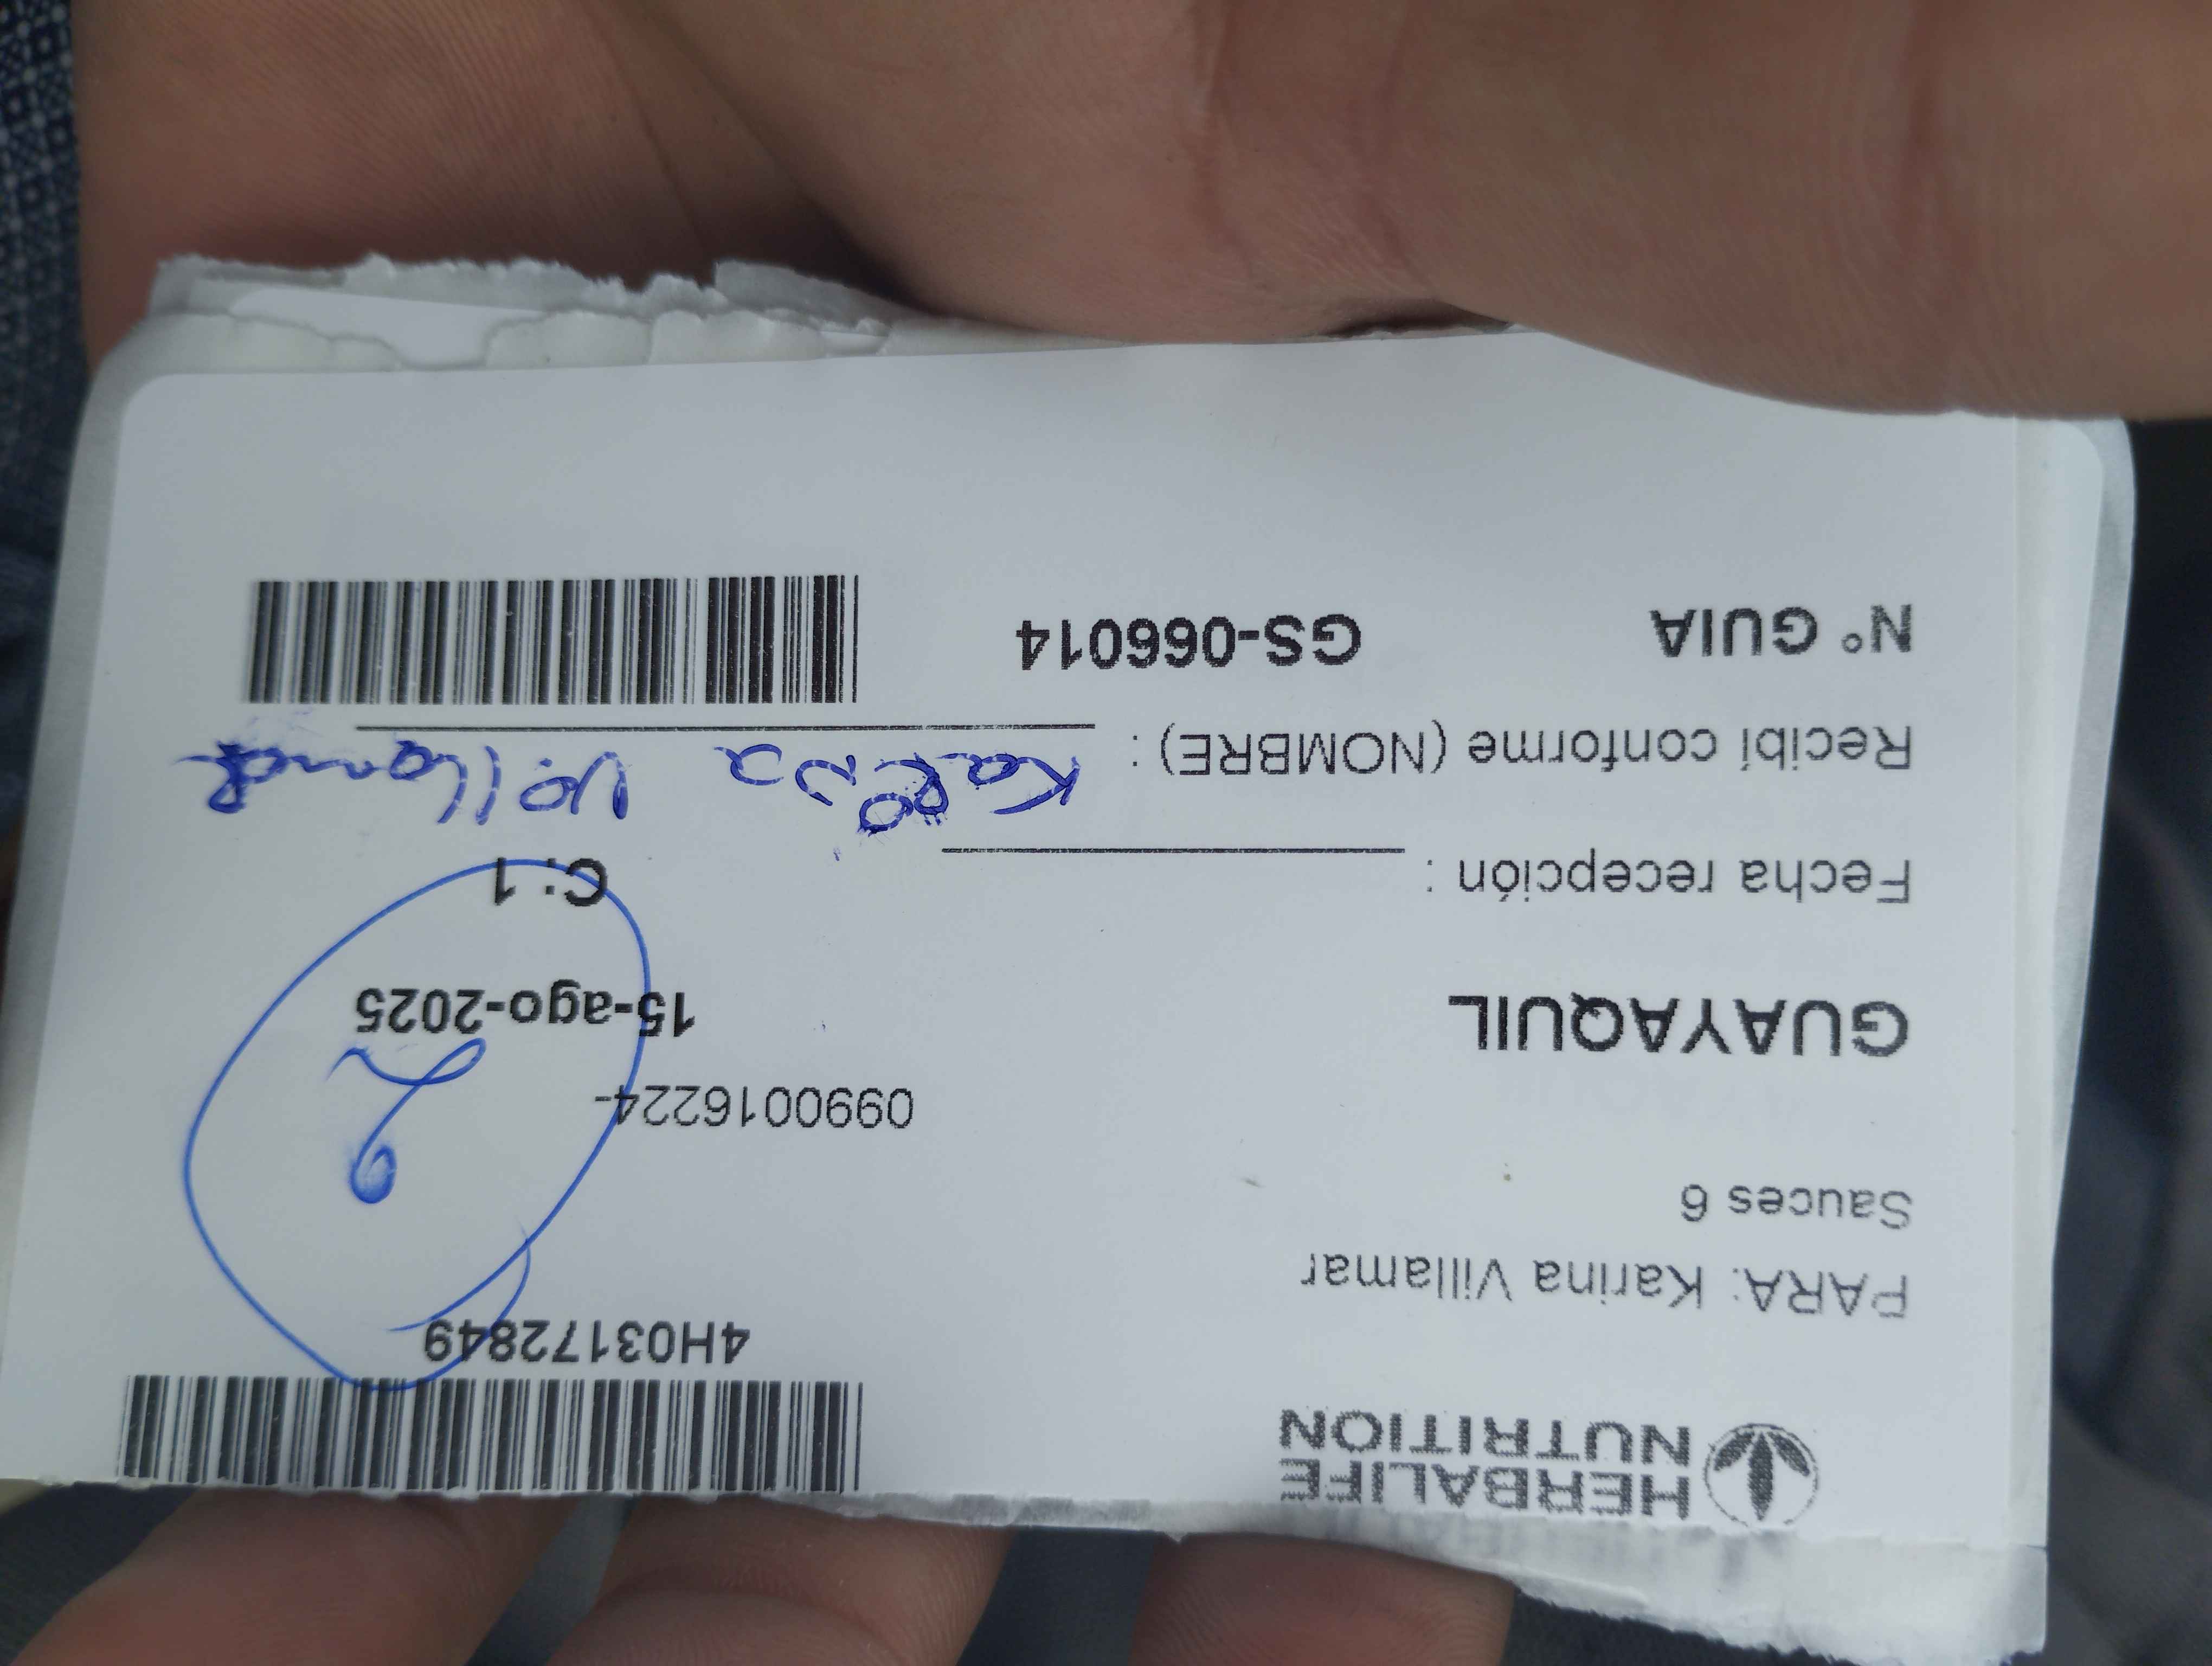 HERBALIFE
NUTRITION
4H03172849
PARA: Karina Villamar
Sauces 6
0990016224-
GUAYAQUIL
15-ago-2025
C: 1
Fecha recepción :
Recibí conforme (NOMBRE) : Karina Villamar
N° GUIA GS-066014